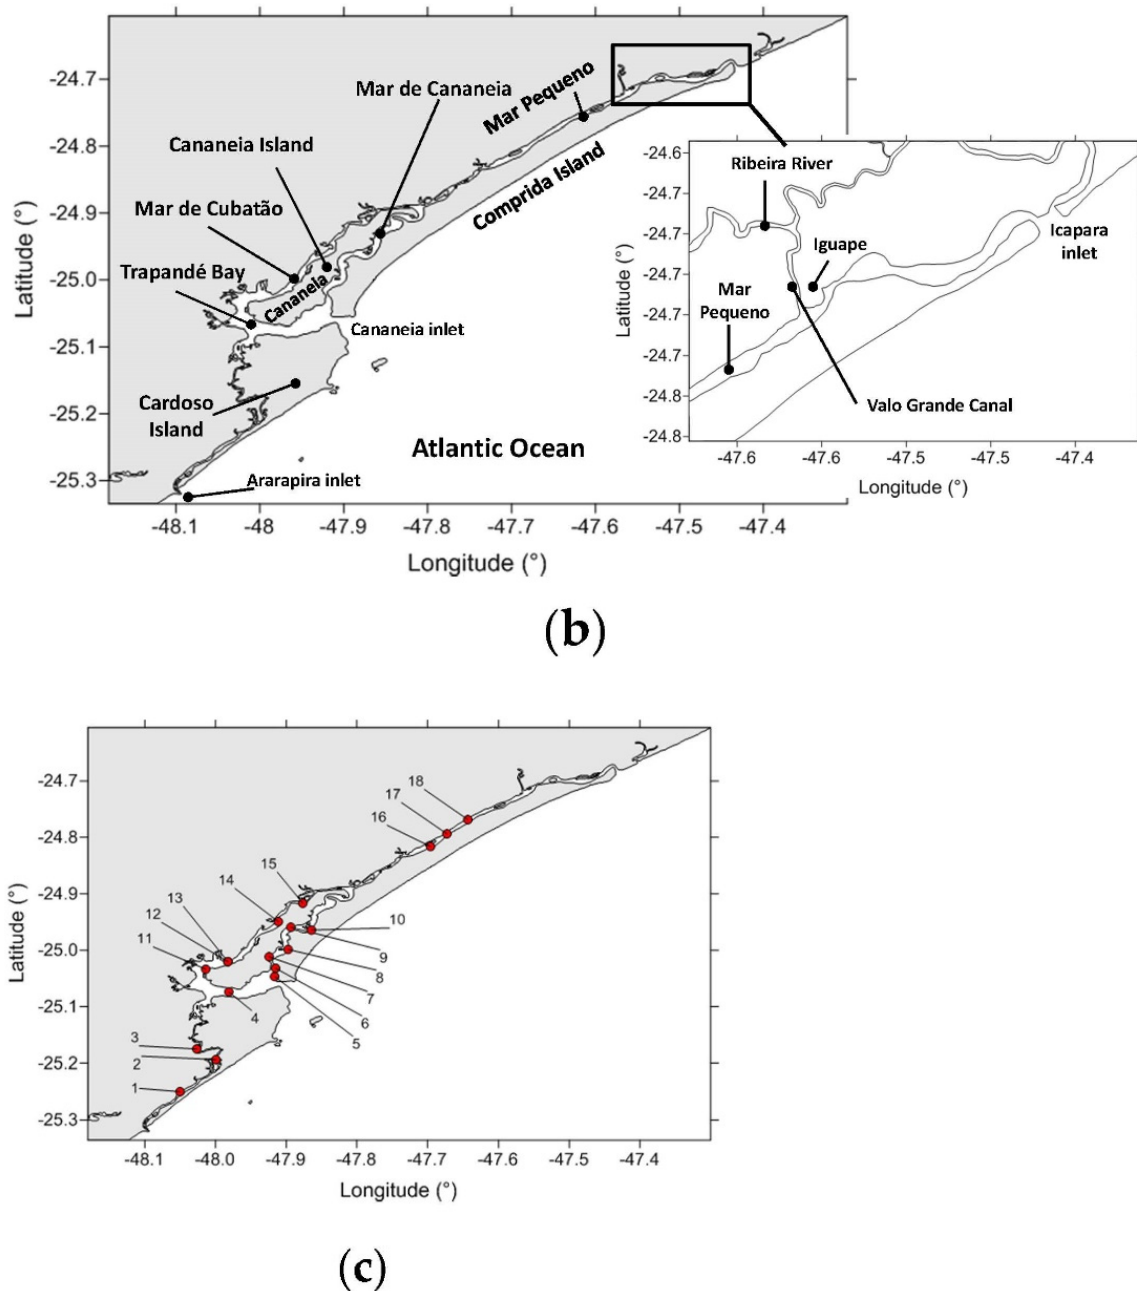 -24.7
-24.8
-24.9
-25.0
-25.1
-25.2
-25.3
Latitude (°)
Mar de Cananeia
Mar Pequeno
Cananeia Island
Mar de Cubatão
Comprida Island
Trapandé Bay
Cananeia
Cananeia inlet
Cardoso
Island
Atlantic Ocean
Ararapira inlet
-48.1
-48
-47.9
-47.8
-47.7
-47.6
-47.5
-47.4
Longitude (°)
-24.6
-24.7
-24.7
-24.7
-24.7
-24.7
-24.8
-24.8
Latitude (°)
Ribeira River
Icapara
inlet
Iguape
Mar
Pequeno
Valo Grande Canal
-47.6
-47.6
-47.5
-47.5
-47.4
Longitude (°)
(b)
-24.7
-24.8
-24.9
-25.0
-25.1
-25.2
-25.3
Latitude (°)
18
17
16
15
14
13
12
11
10
9
8
7
6
5
4
3
2
1
-48.1
-48.0
-47.9
-47.8
-47.7
-47.6
-47.5
-47.4
Longitude (°)
(c)